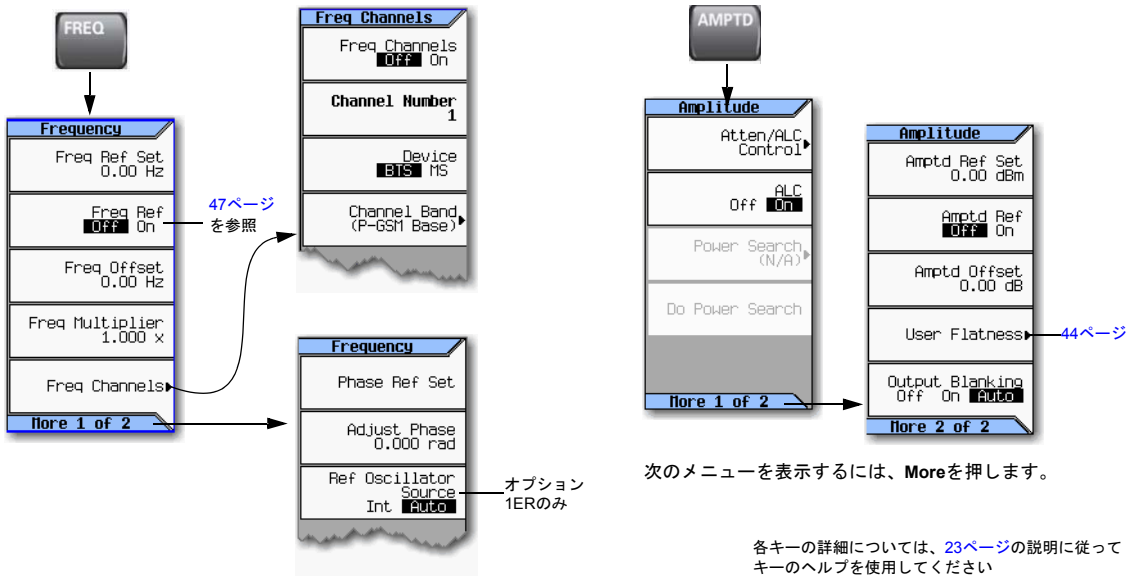 FREQ
Frequency
Freq Ref Set
0.00 Hz
Freq Ref
Off On
47ページ
を参照
Freq Offset
0.00 Hz
Freq Multiplier
1.000 x
Freq Channels
More 1 of 2
Freq Channels
Freq Channels
Off On
Channel Number
1
Device
BTS MS
Channel Band
(P-GSM Base)
Frequency
Phase Ref Set
Adjust Phase
0.000 rad
Ref Oscillator
Source
Int Auto
オプション
1ERのみ
AMPTD
Amplitude
Atten/ALC
Control
ALC
Off On
Power Search
(N/A)
Do Power Search
More 1 of 2
Amplitude
Amptd Ref Set
0.00 dBm
Amptd Ref
Off On
Amptd Offset
0.00 dB
User Flatness
44ページ
Output Blanking
Off On Auto
More 2 of 2
次のメニューを表示するには、Moreを押します。
各キーの詳細については、23ページの説明に従って
キーのヘルプを使用してください